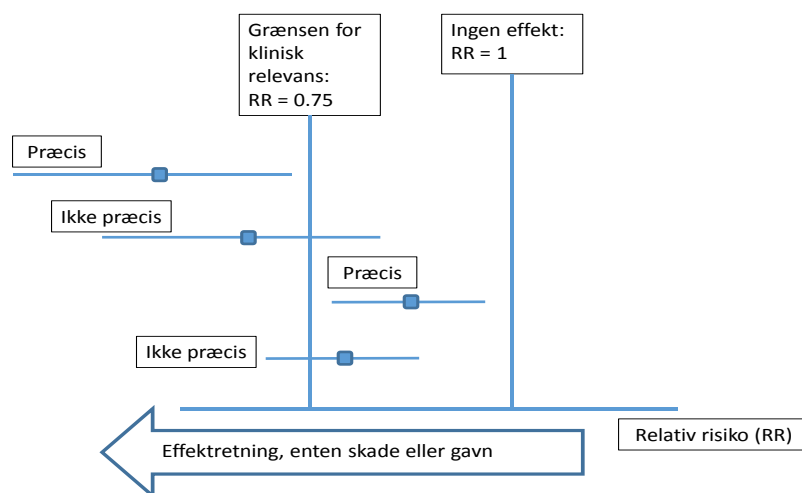 Grænsen for
klinisk
relevans:
RR = 0.75
Ingen effekt:
RR = 1
Præcis
Ikke præcis
Præcis
Ikke præcis
Relativ risiko (RR)
Effektretning, enten skade eller gavn